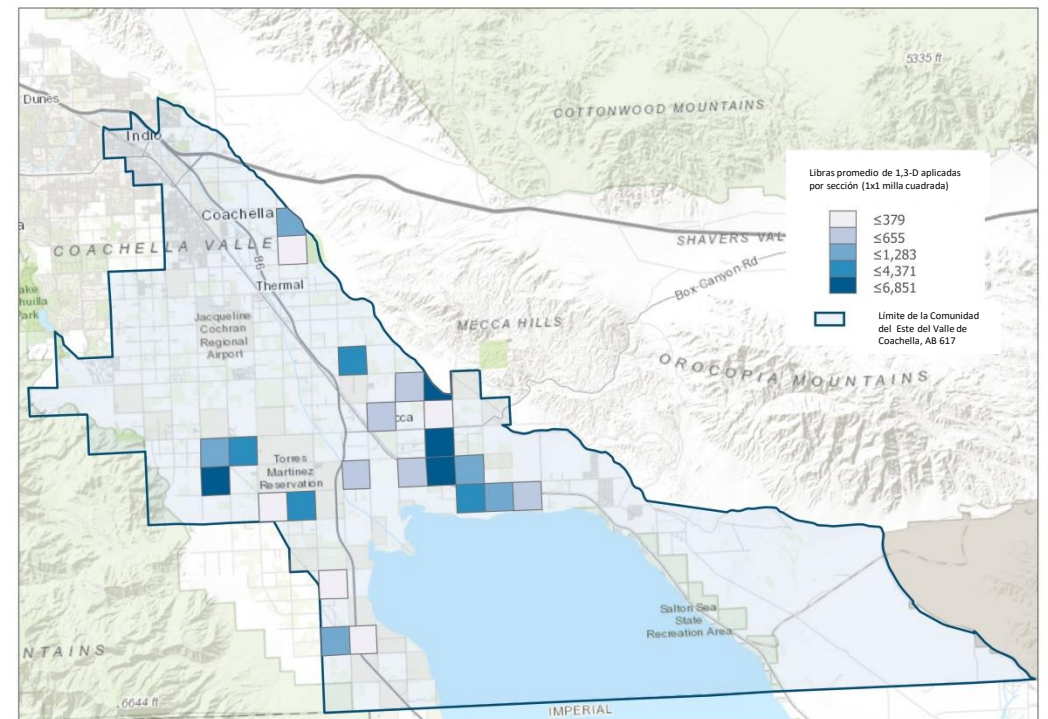 5335 ft
Dunes
COTTONWOOD MOUNTAINS
Indio
Libras promedio de 1,3-D aplicadas
por sección (1x1 milla cuadrada)
≤379
≤655
≤1,283
≤4,371
≤6,851
Límite de la Comunidad
del Este del Valle de
Coachella, AB 617
Coachella
COACHELLA VALLE
SHAVERS VAL
86
Box Canyon Rd
Thermal
ake
huilla
Park
Jacqueline
Cochran
Regional
Airport
MECCA HILLS
OROCOPIA MOUNTAINS
cca
Torres
Martinez
Reservation
Salton Sea
State
Recreation Area
NTAINS
6644 ft
IMPERIAL